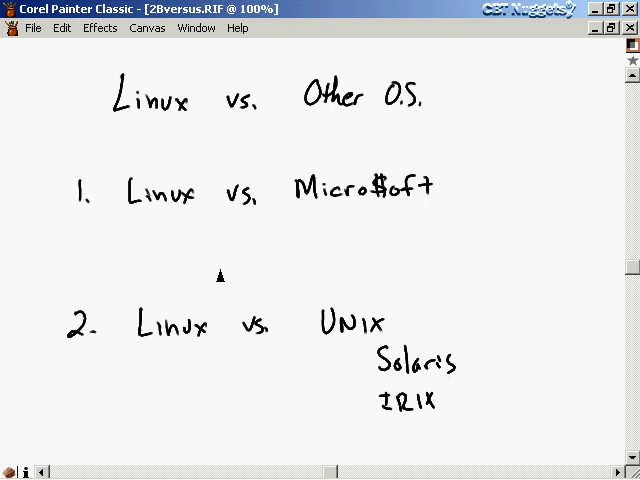 Corel Painter Classic - [2Bversus.RIF @ 100%]
CBT Nuggets
File Edit Effects Canvas Window Help
Linux vs. Other O.S.
1. Linux vs. Micro$oft
2. Linux vs. UNIX
Solaris
IRIX